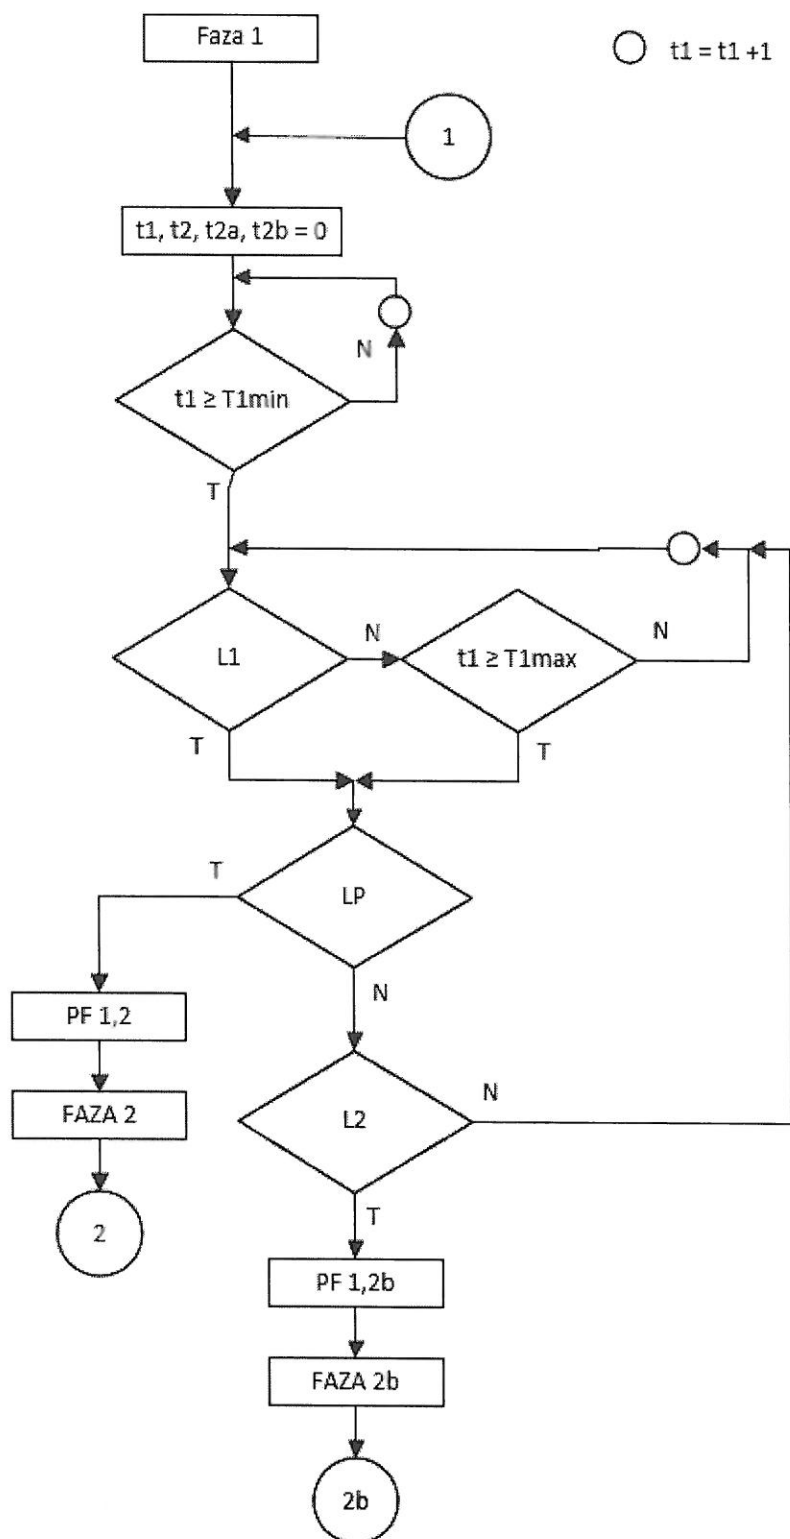 Faza 1
t1 = t1 +1
1
t1, t2, t2a, t2b = 0
N
t1 ≥ T1min
T
L1
N
t1 ≥ T1max
N
T
T
T
LP
N
PF 1,2
FAZA 2
L2
N
2
T
PF 1,2b
FAZA 2b
2b